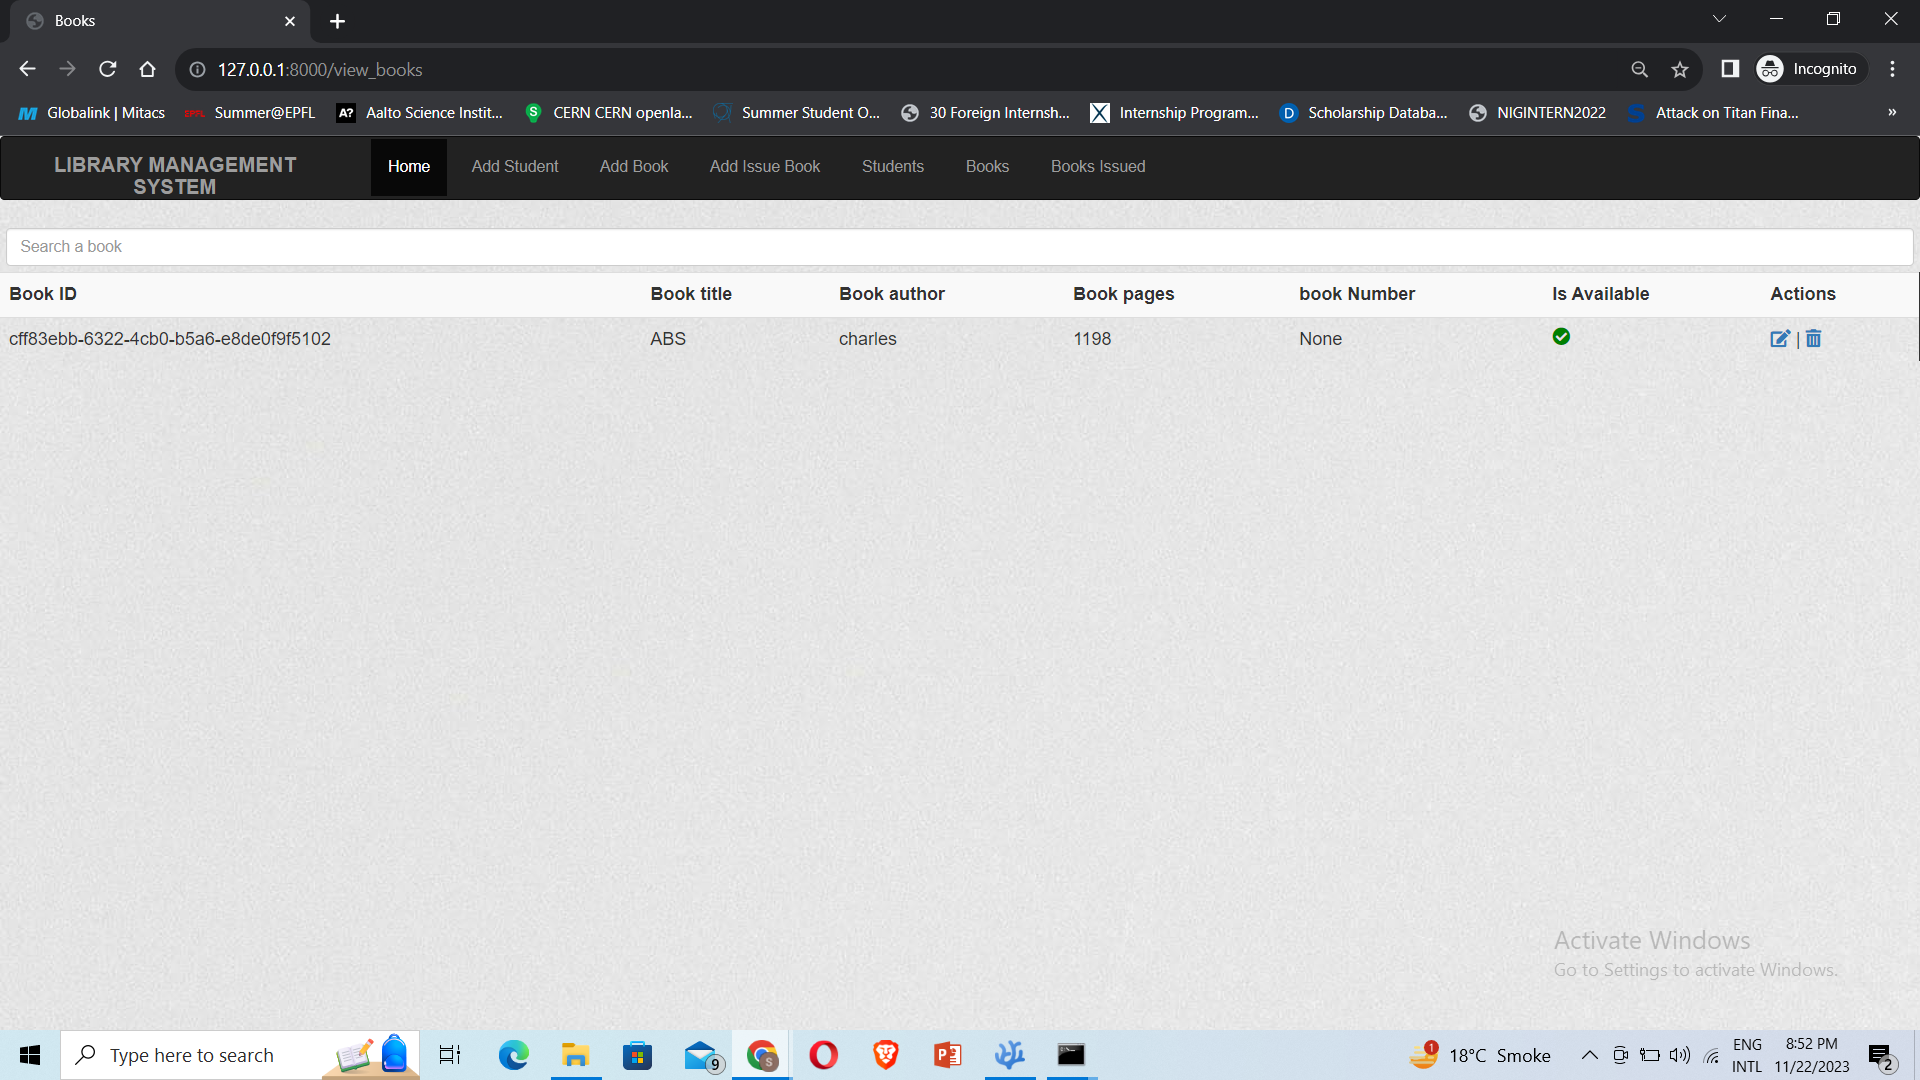 Books
127.0.0.1:8000/view_books
Incognito
Globalink | Mitacs
EPFL
Summer@EPFL
A?
Aalto Science Instit...
S
CERN CERN openla...
Summer Student O...
30 Foreign Internsh...
Internship Program...
D
Scholarship Databa...
NIGINTERN2022
S
Attack on Titan Fina...
»
LIBRARY MANAGEMENT
SYSTEM
Home
Add Student
Add Book
Add Issue Book
Students
Books
Books Issued
Search a book
Book ID
Book title
Book author
Book pages
book Number
Is Available
Actions
cff83ebb-6322-4cb0-b5a6-e8de0f9f5102
ABS
charles
1198
None
|
Activate Windows
Go to Settings to activate Windows.
Type here to search
9
S
1
18°C Smoke
ENG
INTL
8:52 PM
11/22/2023
2